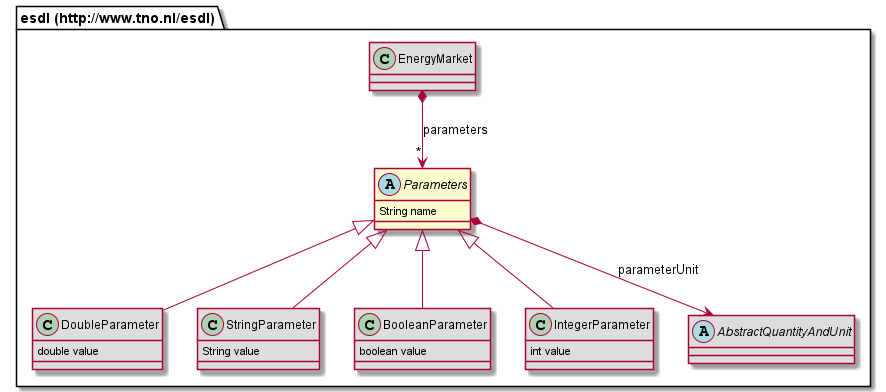 esdl (http://www.tno.nl/esdl)
C EnergyMarket
parameters
*
A Parameters
String name
parameterUnit
C DoubleParameter
double value
C StringParameter
String value
C BooleanParameter
boolean value
C IntegerParameter
int value
A AbstractQuantityAndUnit